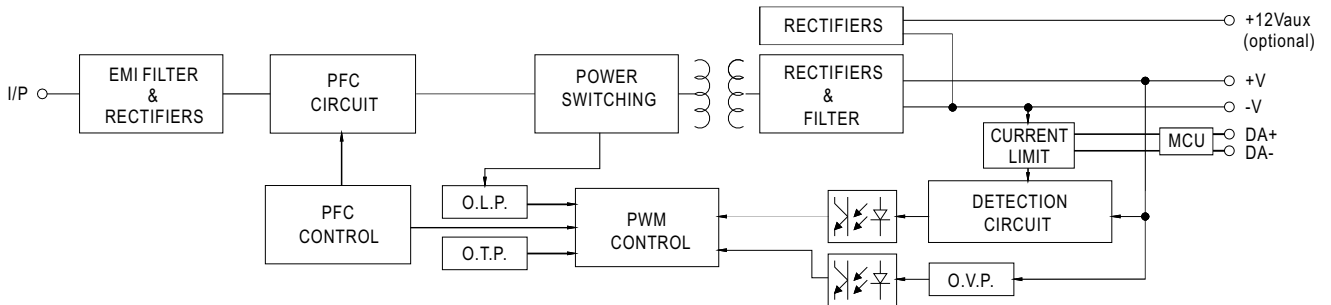 RECTIFIERS
+12Vaux
(optional)
I/P
EMI FILTER
&
RECTIFIERS
PFC
CIRCUIT
POWER
SWITCHING
RECTIFIERS
&
FILTER
+V
-V
CURRENT
LIMIT
MCU
DA+
DA-
PFC
CONTROL
O.L.P.
O.T.P.
PWM
CONTROL
DETECTION
CIRCUIT
O.V.P.